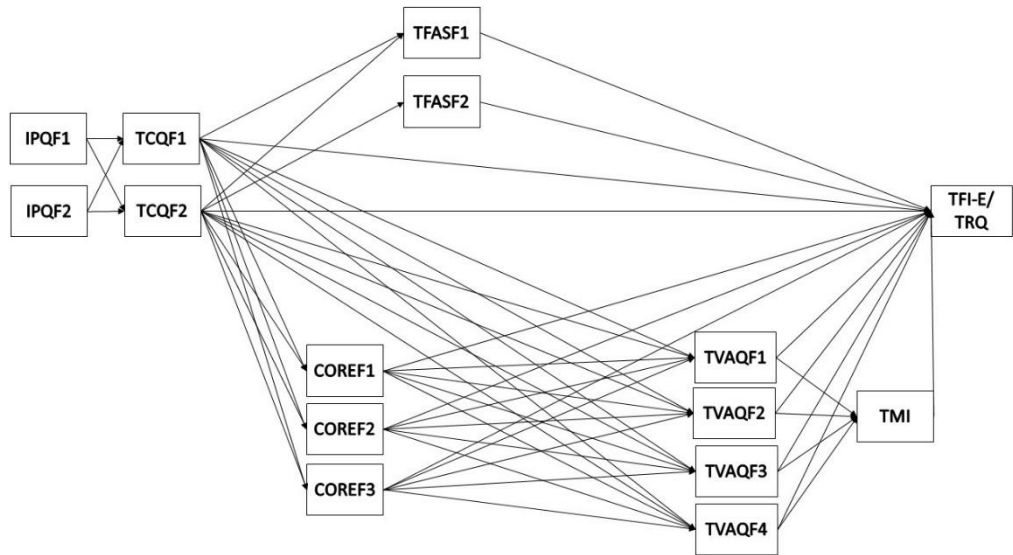 TFASF1
TFASF2
IPQF1
TCQF1
IPQF2
TCQF2
TFI-E/
TRQ
COREF1
COREF2
COREF3
TVAQF1
TVAQF2
TVAQF3
TVAQF4
TMI